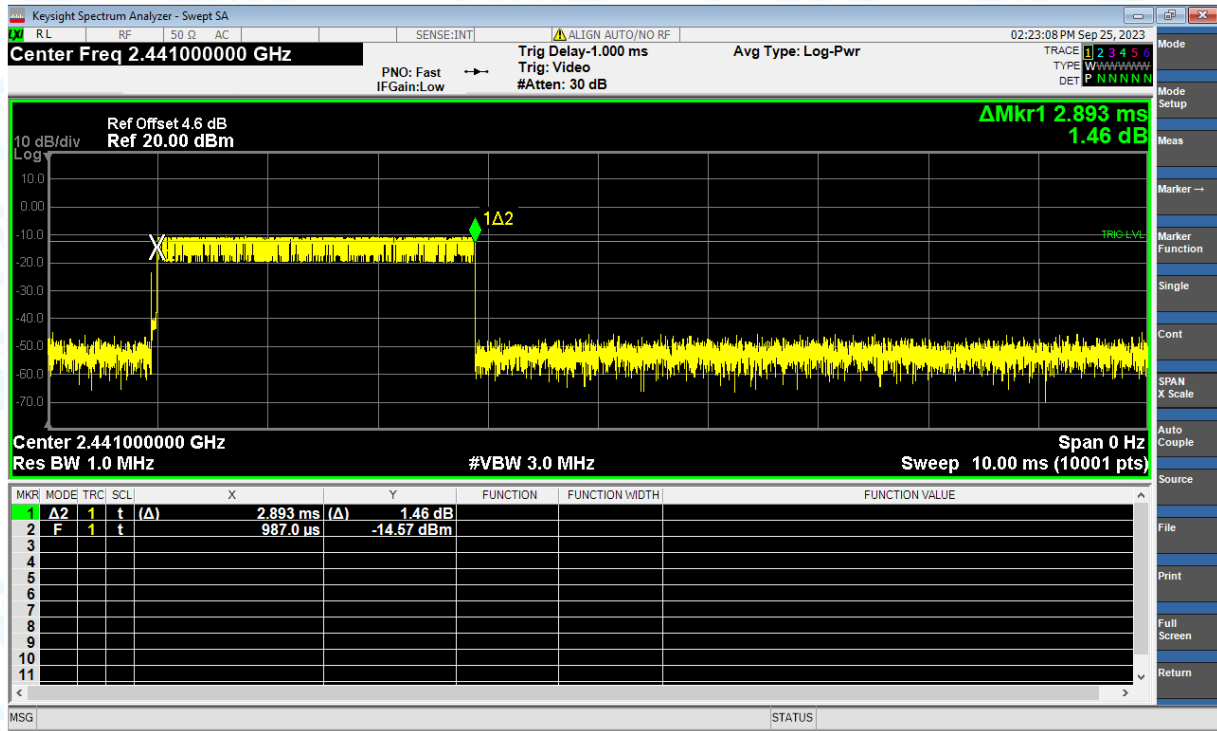 Keysight Spectrum Analyzer - Swept SA
LXI RL RF 50 Ω AC SENSE:INT ALIGN AUTO/NO RF 02:23:08 PM Sep 25, 2023
Center Freq 2.441000000 GHz
PNO: Fast
IFGain:Low
Trig Delay-1.000 ms
Trig: Video
#Atten: 30 dB
Avg Type: Log-Pwr
TRACE 1 2 3 4 5 6
TYPE WWWWWW
DET P N N N N N
ΔMkr1 2.893 ms
1.46 dB
Ref Offset 4.6 dB
10 dB/div Ref 20.00 dBm
Log
10.0
0.00
1Δ2
-10.0
TRIG LVL
-20.0
-30.0
-40.0
-50.0
-60.0
-70.0
Center 2.441000000 GHz Span 0 Hz
Res BW 1.0 MHz #VBW 3.0 MHz Sweep 10.00 ms (10001 pts)
MKR MODE TRC SCL X Y FUNCTION FUNCTION WIDTH FUNCTION VALUE
1 Δ2 1 t (Δ) 2.893 ms (Δ) 1.46 dB
2 F 1 t 987.0 µs -14.57 dBm
3
4
5
6
7
8
9
10
11
MSG STATUS
Mode
Mode
Setup
Meas
Marker →
Marker
Function
Single
Cont
SPAN
X Scale
Auto
Couple
Source
File
Print
Full
Screen
Return